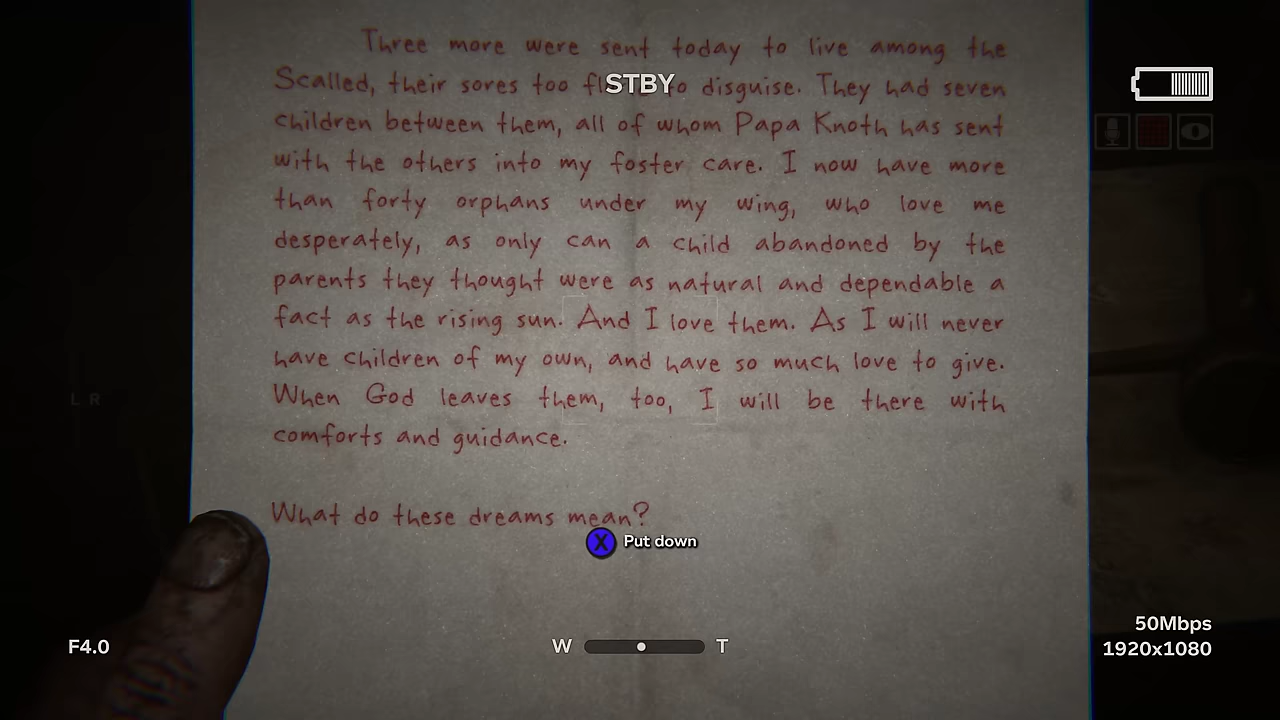 Three more were sent today to live among the
STBY
Scalled, their sores too disguise. They had seven
children between them, all of whom Papa Knoth has sent
with the others into my foster care. I now have more
than forty orphans under my wing, who love me
desperately, as only can a child abandoned by the
parents they thought were as natural and dependable a
fact as the rising sun. And I love them. As I will never
have children of my own, and have so much love to give.
L R
When God leaves them, too, I will be there with
comforts and guidance.
What do these dreams mean?
X Put down
50Mbps
F4.0
W T
1920x1080